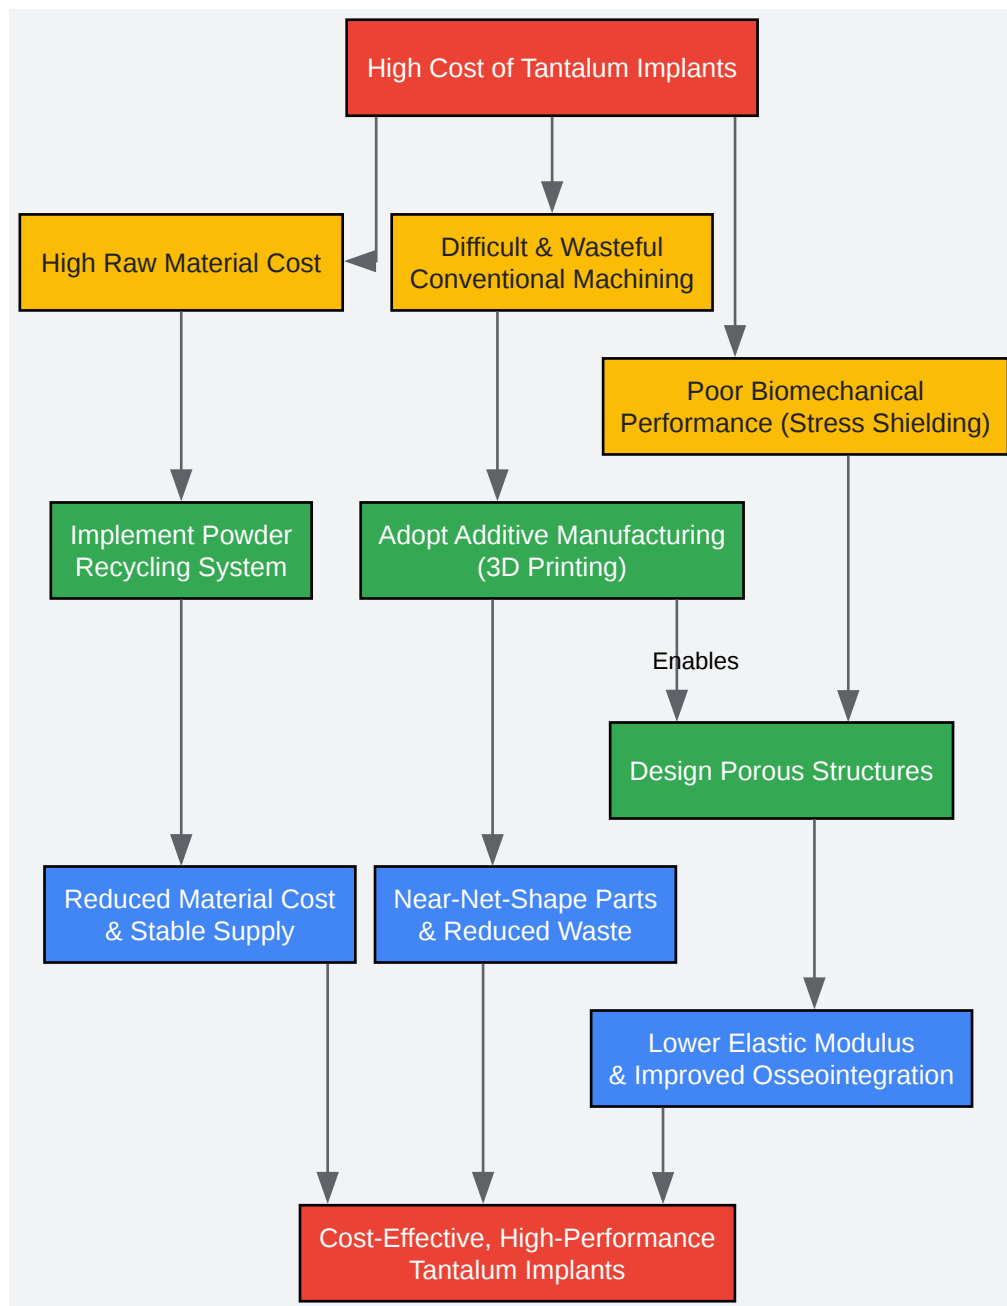 High Cost of Tantalum Implants
High Raw Material Cost
Difficult & Wasteful
Conventional Machining
Poor Biomechanical
Performance (Stress Shielding)
Implement Powder
Recycling System
Adopt Additive Manufacturing
(3D Printing)
Enables
Design Porous Structures
Reduced Material Cost
& Stable Supply
Near-Net-Shape Parts
& Reduced Waste
Lower Elastic Modulus
& Improved Osseointegration
Cost-Effective, High-Performance
Tantalum Implants